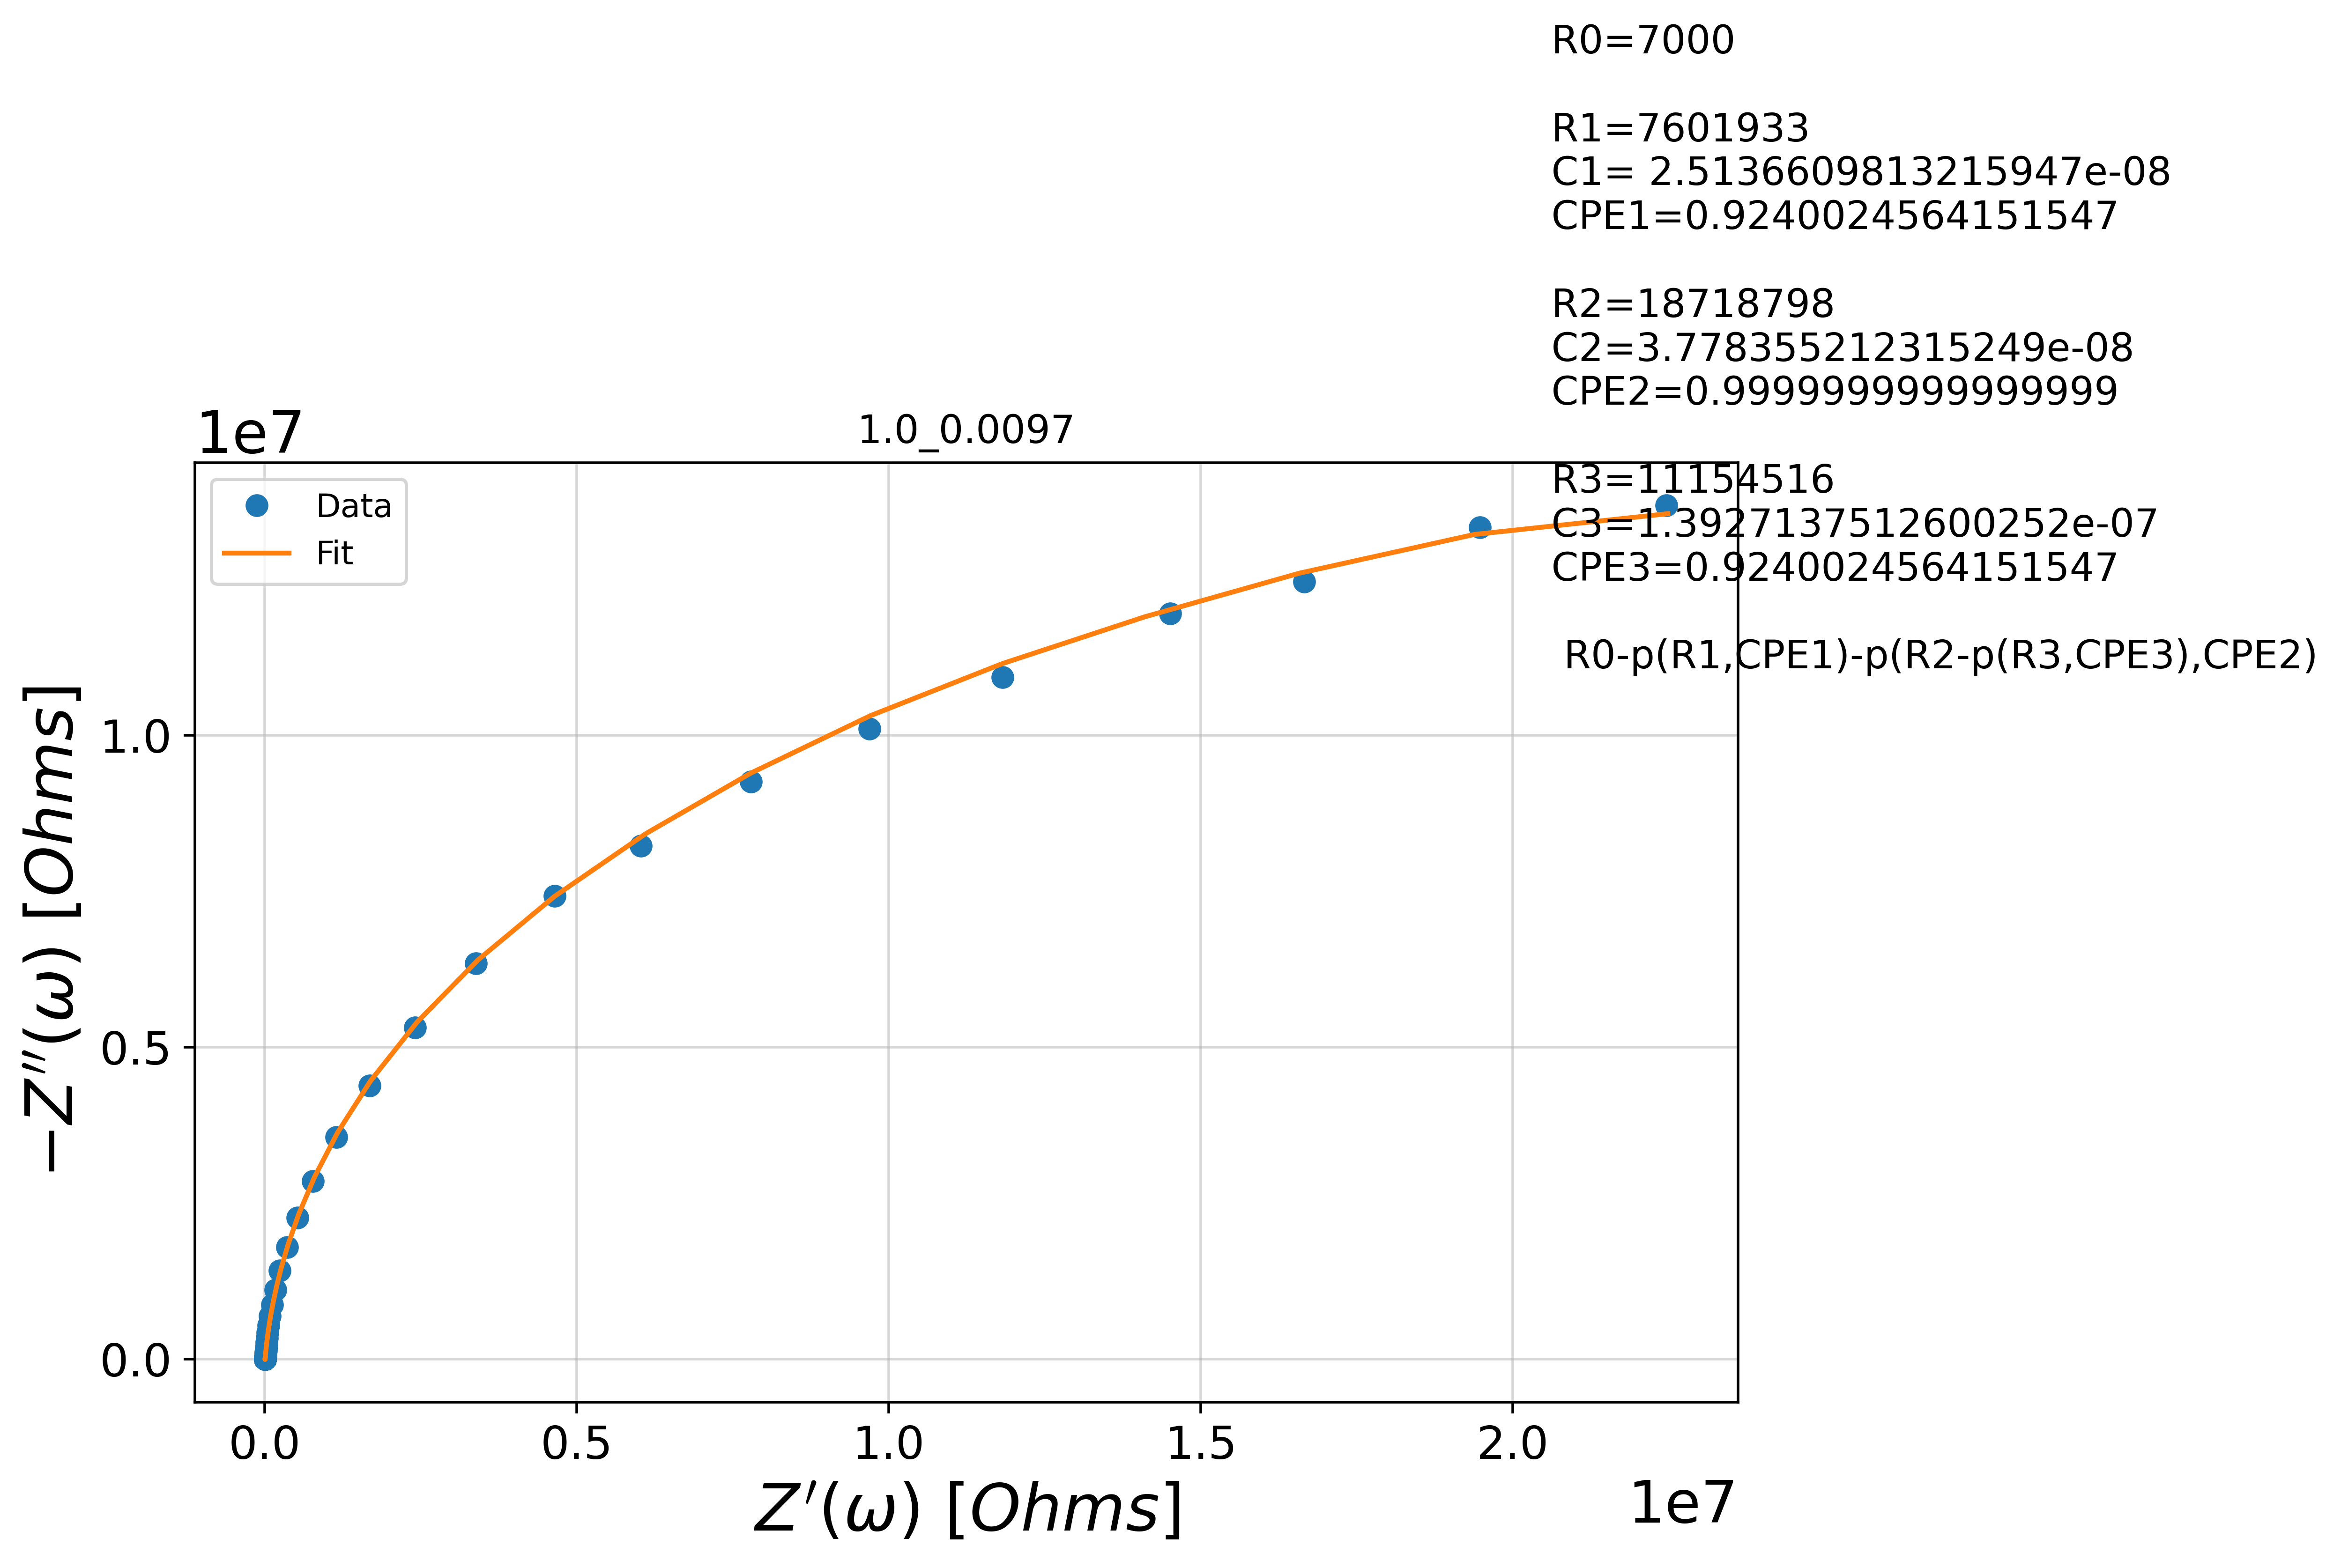 R0=7000
R1=7601933
C1= 2.5136609813215947e-08
CPE1=0.9240024564151547
R2=18718798
C2=3.778355212315249e-08
CPE2=0.9999999999999999
R3=11154516
C3=1.3927137512600252e-07
CPE3=0.9240024564151547
R0-p(R1,CPE1)-p(R2-p(R3,CPE3),CPE2)
1e7
1.0_0.0097
Data
Fit
1.0
0.5
0.0
−Z′′(ω) [Ohms]
0.0 0.5 1.0 1.5 2.0
Z′(ω) [Ohms]
1e7